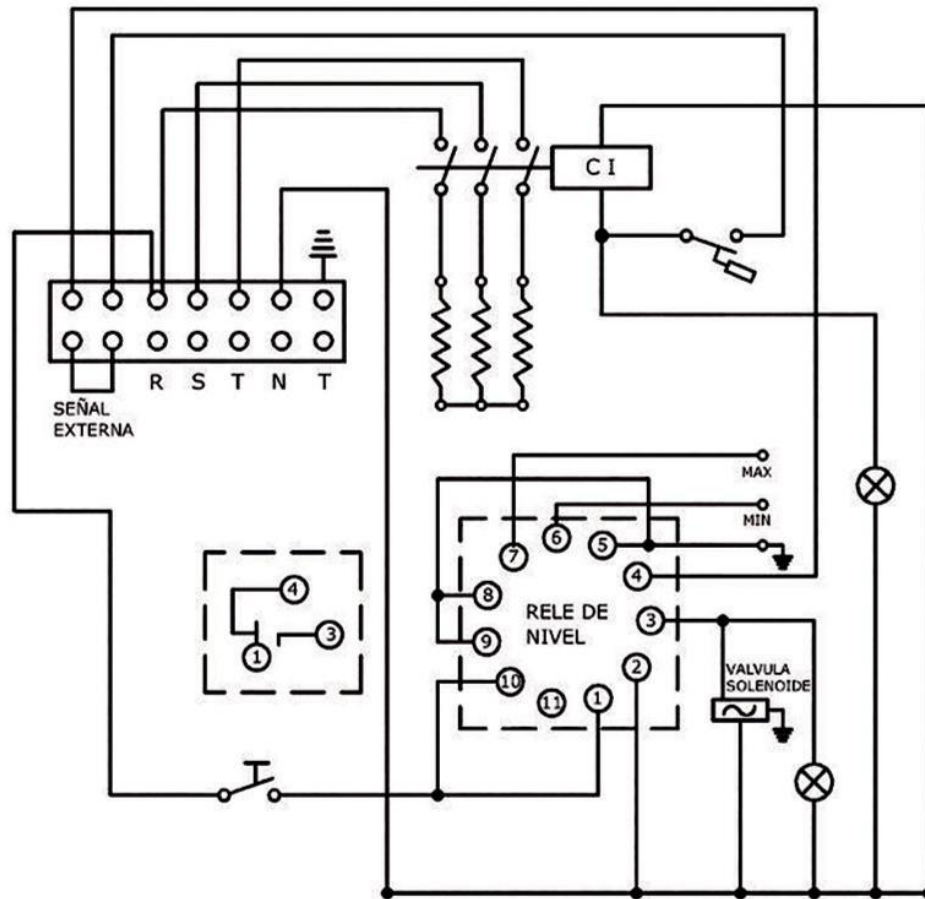 C I
R S T N T
SEÑAL
EXTERNA
MAX
MIN
7
6
5
4
8
RELE DE
NIVEL
3
9
2
10
11
1
4
3
1
VALVULA
SOLENOIDE